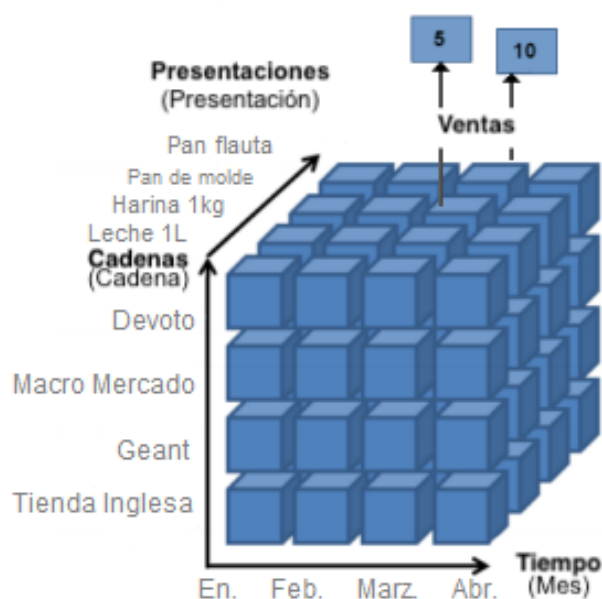 5
10
Presentaciones
(Presentación)
Ventas
Pan flauta
Pan de molde
Harina 1kg
Leche 1L
Cadenas
(Cadena)
Devoto
Macro Mercado
Geant
Tienda Inglesa
En. Feb. Marz. Abr.
Tiempo
(Mes)